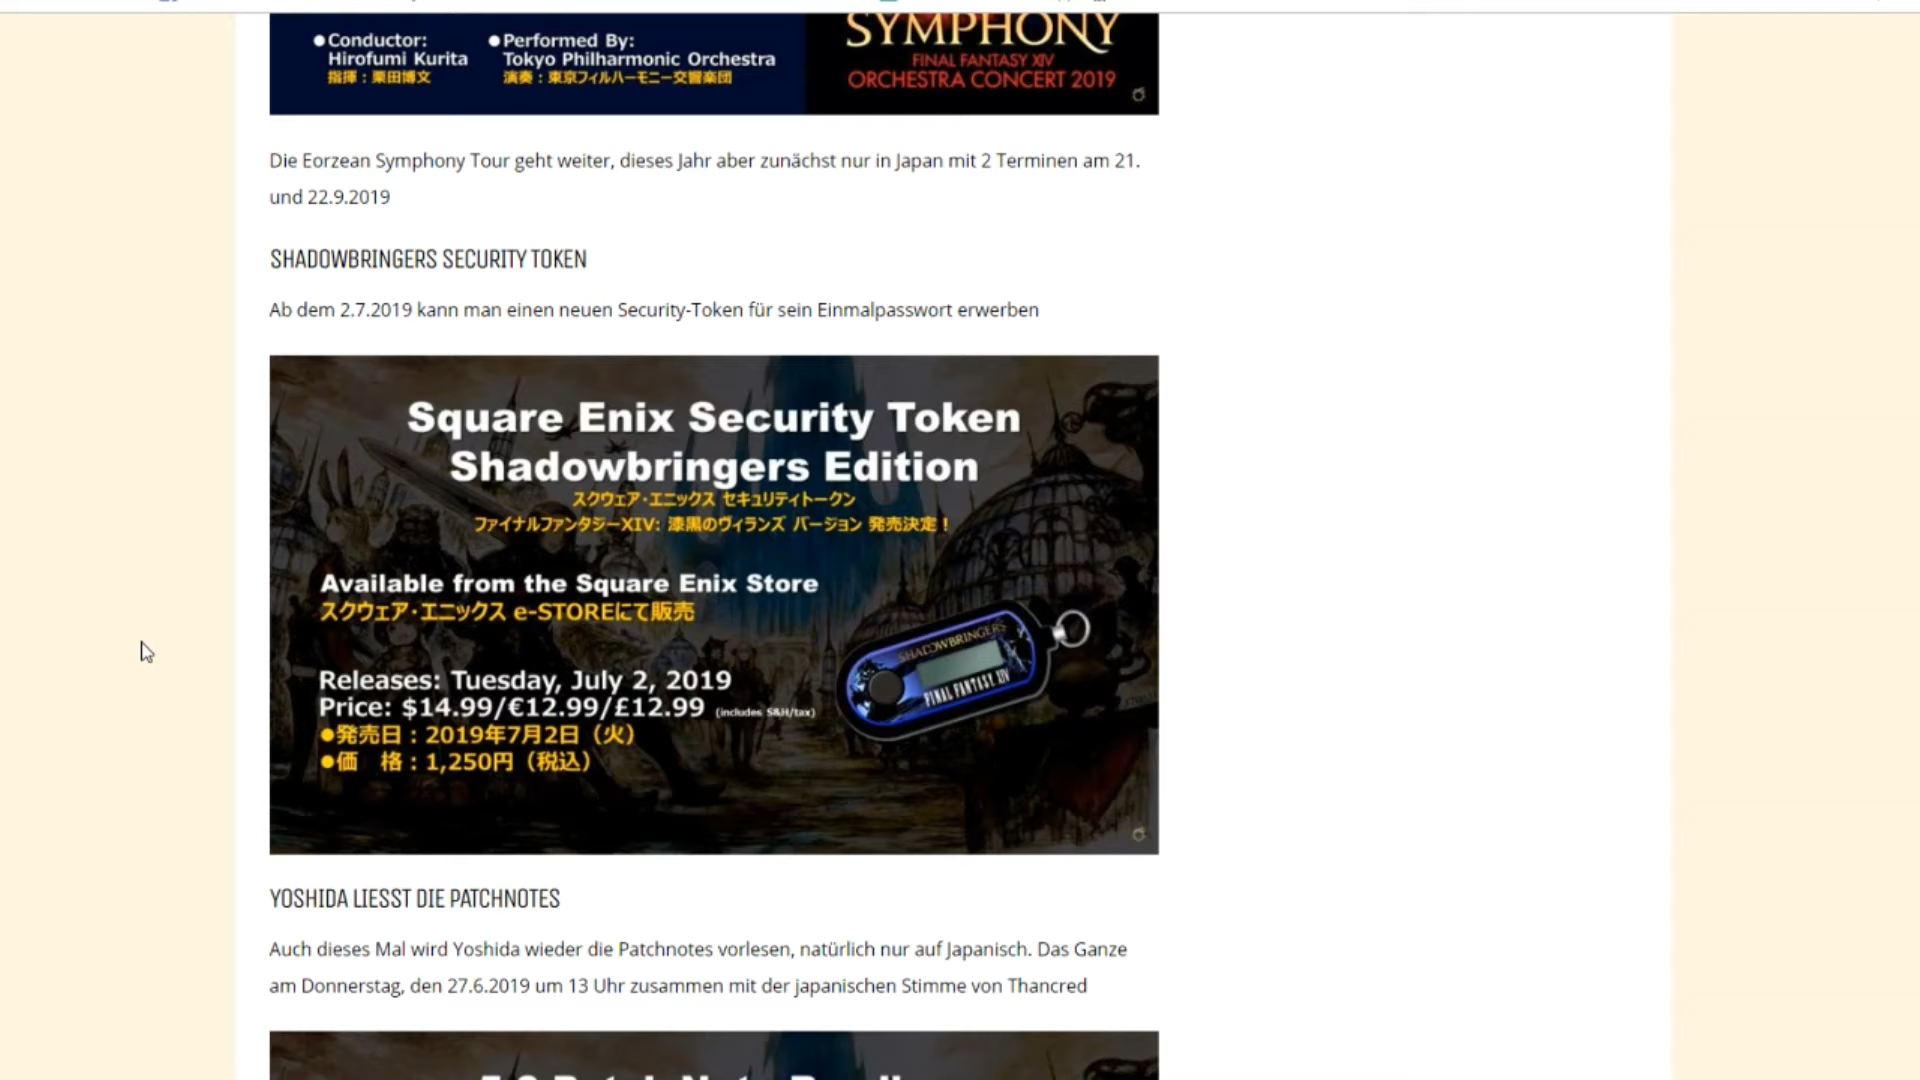 ●Conductor:
Hirofumi Kurita
指揮：栗田博文
●Performed By:
Tokyo Philharmonic Orchestra
演奏：東京フィルハーモニー交響楽団
SYMPHONY
FINAL FANTASY XIV
ORCHESTRA CONCERT 2019
Die Eorzean Symphony Tour geht weiter, dieses Jahr aber zunächst nur in Japan mit 2 Terminen am 21.
und 22.9.2019
SHADOWBRINGERS SECURITY TOKEN
Ab dem 2.7.2019 kann man einen neuen Security-Token für sein Einmalpasswort erwerben
Square Enix Security Token
Shadowbringers Edition
スクウェア・エニックス セキュリティトークン
ファイナルファンタジーXIV: 漆黒のヴィランズ バージョン 発売決定！
Available from the Square Enix Store
スクウェア・エニックス e-STOREにて販売
SHADOWBRINGERS
FINAL FANTASY XIV
Releases: Tuesday, July 2, 2019
Price: $14.99/€12.99/£12.99 (includes S&H/tax)
●発売日：2019年7月2日（火）
●価　格：1,250円（税込）
YOSHIDA LIESST DIE PATCHNOTES
Auch dieses Mal wird Yoshida wieder die Patchnotes vorlesen, natürlich nur auf Japanisch. Das Ganze
am Donnerstag, den 27.6.2019 um 13 Uhr zusammen mit der japanischen Stimme von Thancred